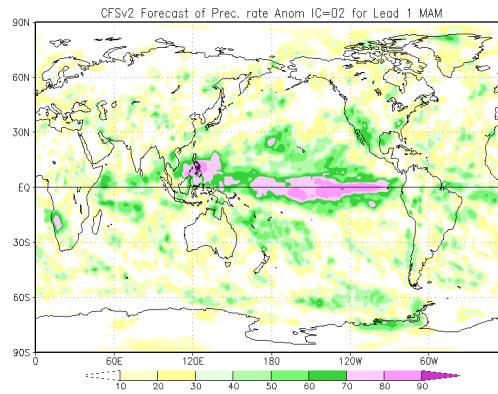 CFSv2 Forecast of Prec. rate Anom IC=02 for Lead 1 MAM
90N
60N
30N
EQ
30S
60S
90S
0 60E 120E 180 120W 60W
10 20 30 40 50 60 70 80 90